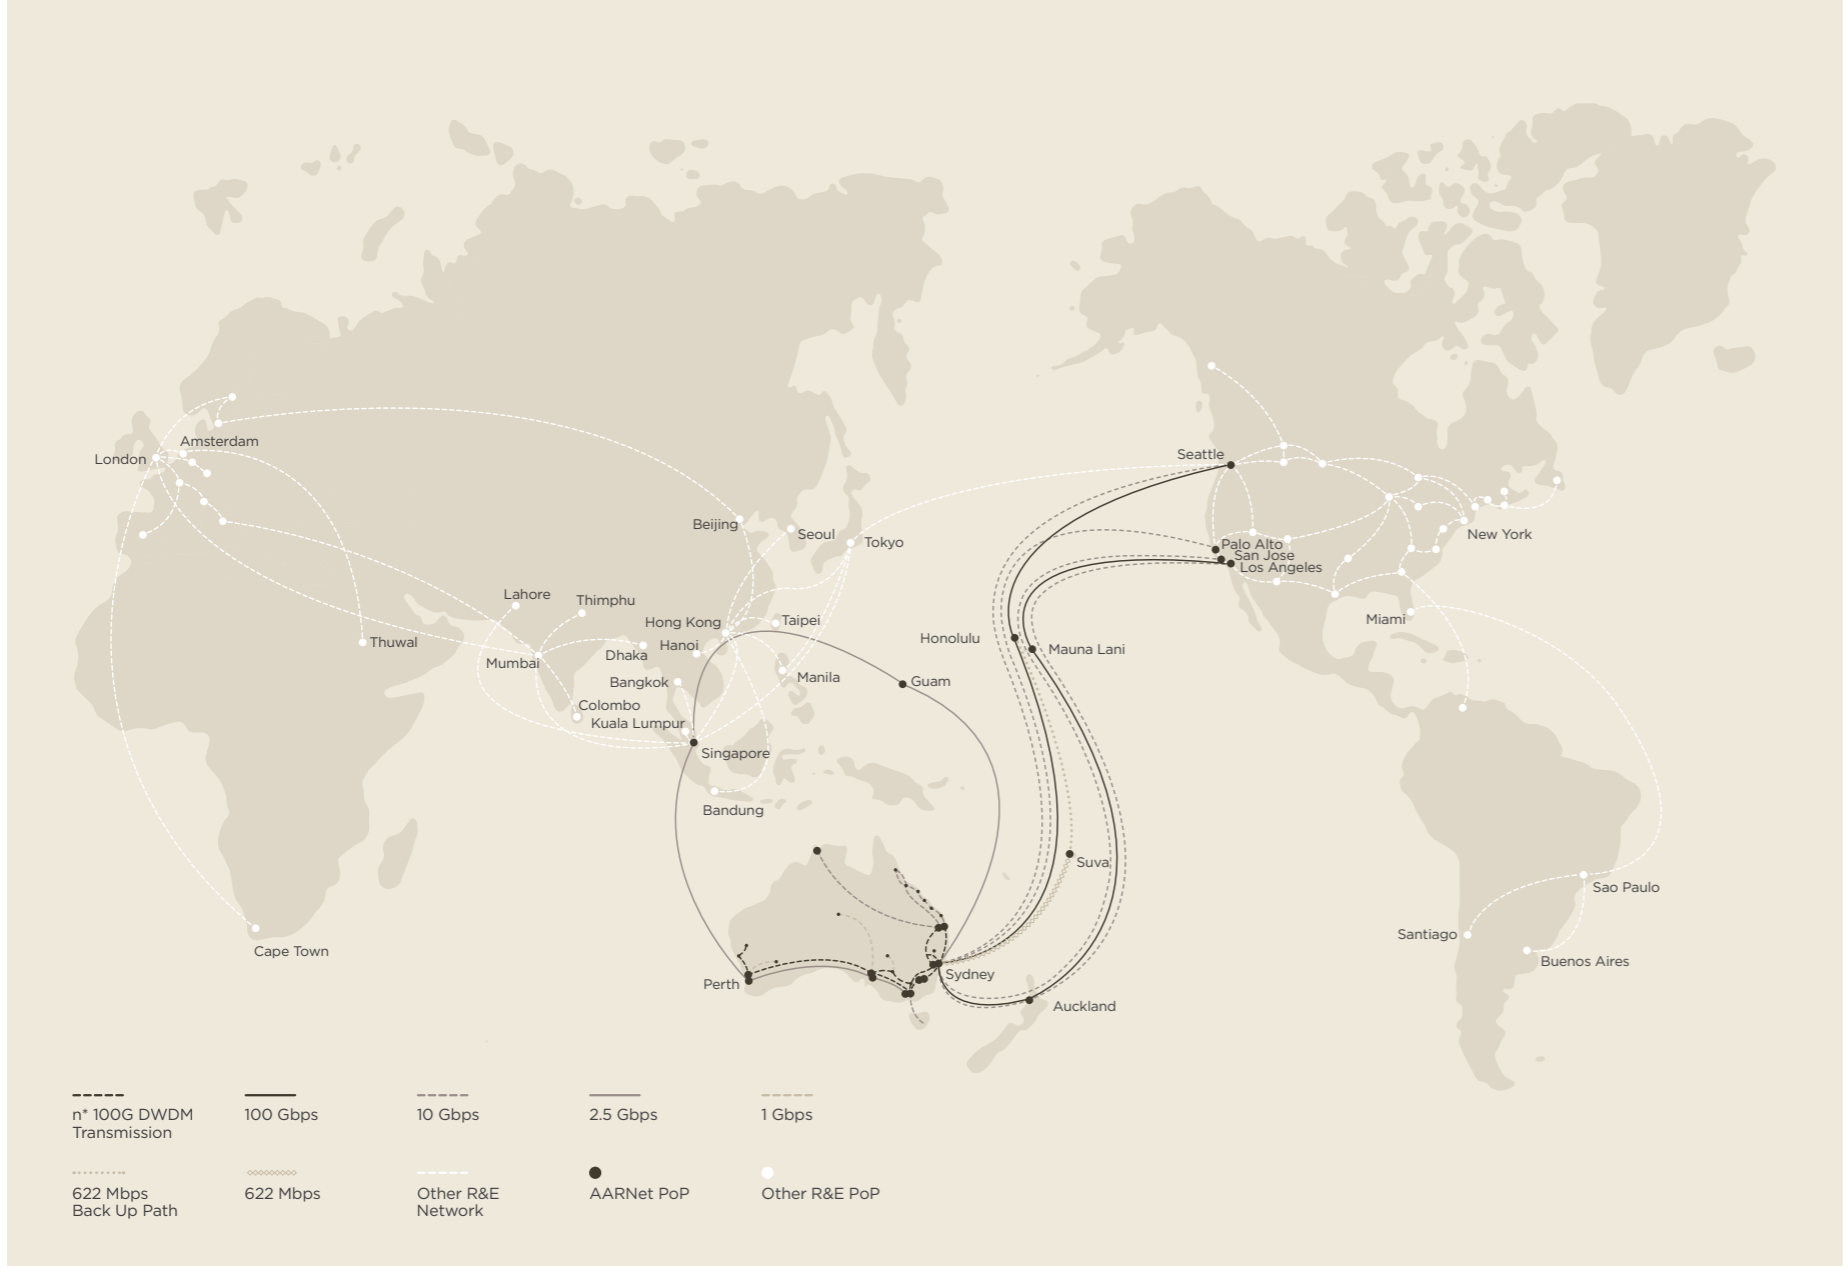 Seattle
Amsterdam
London
Beijing
Seoul
Tokyo
New York
Palo Alto
San Jose
Los Angeles
Lahore
Thimphu
Hong Kong
Taipei
Miami
Thuwal
Mumbai
Dhaka
Hanoi
Honolulu
Mauna Lani
Bangkok
Manila
Guam
Colombo
Kuala Lumpur
Singapore
Bandung
Suva
Sao Paulo
Santiago
Cape Town
Buenos Aires
Perth
Sydney
Auckland
n* 100G DWDM
Transmission
100 Gbps
10 Gbps
2.5 Gbps
1 Gbps
622 Mbps
Back Up Path
622 Mbps
Other R&E
Network
AARNet PoP
Other R&E PoP